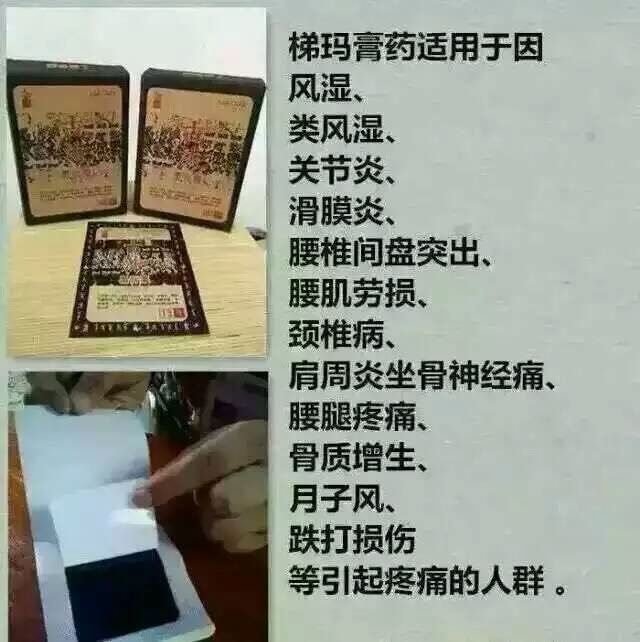 梯玛膏药适用于因
风湿、
类风湿、
关节炎、
滑膜炎、
腰椎间盘突出、
腰肌劳损、
颈椎病、
肩周炎坐骨神经痛、
腰腿疼痛、
骨质增生、
月子风、
跌打损伤
等引起疼痛的人群 。